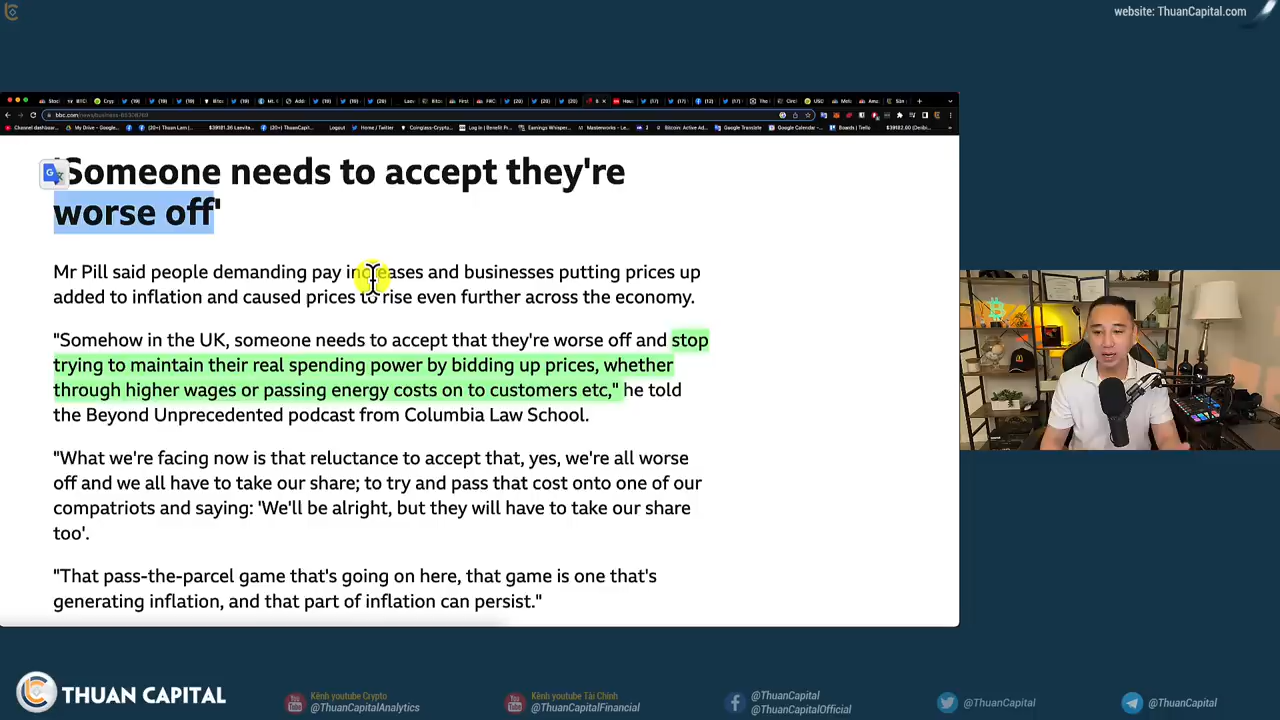 website: ThuanCapital.com
'Someone needs to accept they're
worse off'
Mr Pill said people demanding pay increases and businesses putting prices up
added to inflation and caused prices to rise even further across the economy.
"Somehow in the UK, someone needs to accept that they're worse off and stop
trying to maintain their real spending power by bidding up prices, whether
through higher wages or passing energy costs on to customers etc," he told
the Beyond Unprecedented podcast from Columbia Law School.
"What we're facing now is that reluctance to accept that, yes, we're all worse
off and we all have to take our share; to try and pass that cost onto one of our
compatriots and saying: 'We'll be alright, but they will have to take our share
too'.
"That pass-the-parcel game that's going on here, that game is one that's
generating inflation, and that part of inflation can persist."
THUAN CAPITAL
Kênh youtube Crypto
@ThuanCapitalAnalytics
Kênh youtube Tài Chính
@ThuanCapitalFinancial
@ThuanCapital
@ThuanCapitalOfficial
@ThuanCapital
@ThuanCapital